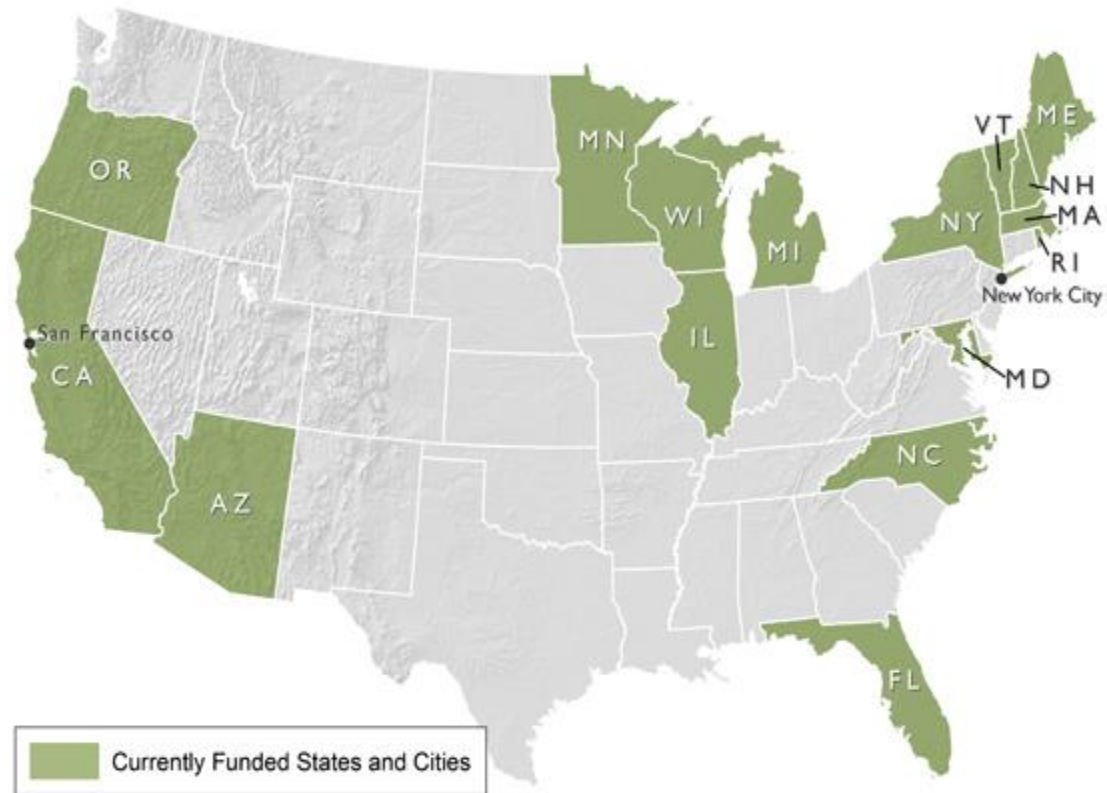 ME
VT
MN
OR
NH
WI
NY
MA
MI
RI
New York City
San Francisco
IL
CA
MD
NC
AZ
FL
Currently Funded States and Cities